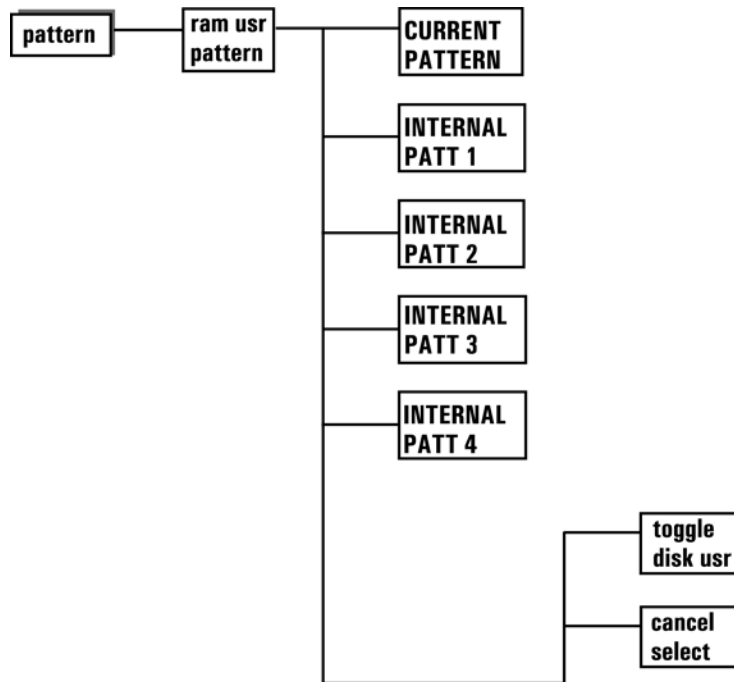 pattern
ram usr
pattern
CURRENT
PATTERN
INTERNAL
PATT 1
INTERNAL
PATT 2
INTERNAL
PATT 3
INTERNAL
PATT 4
toggle
disk usr
cancel
select